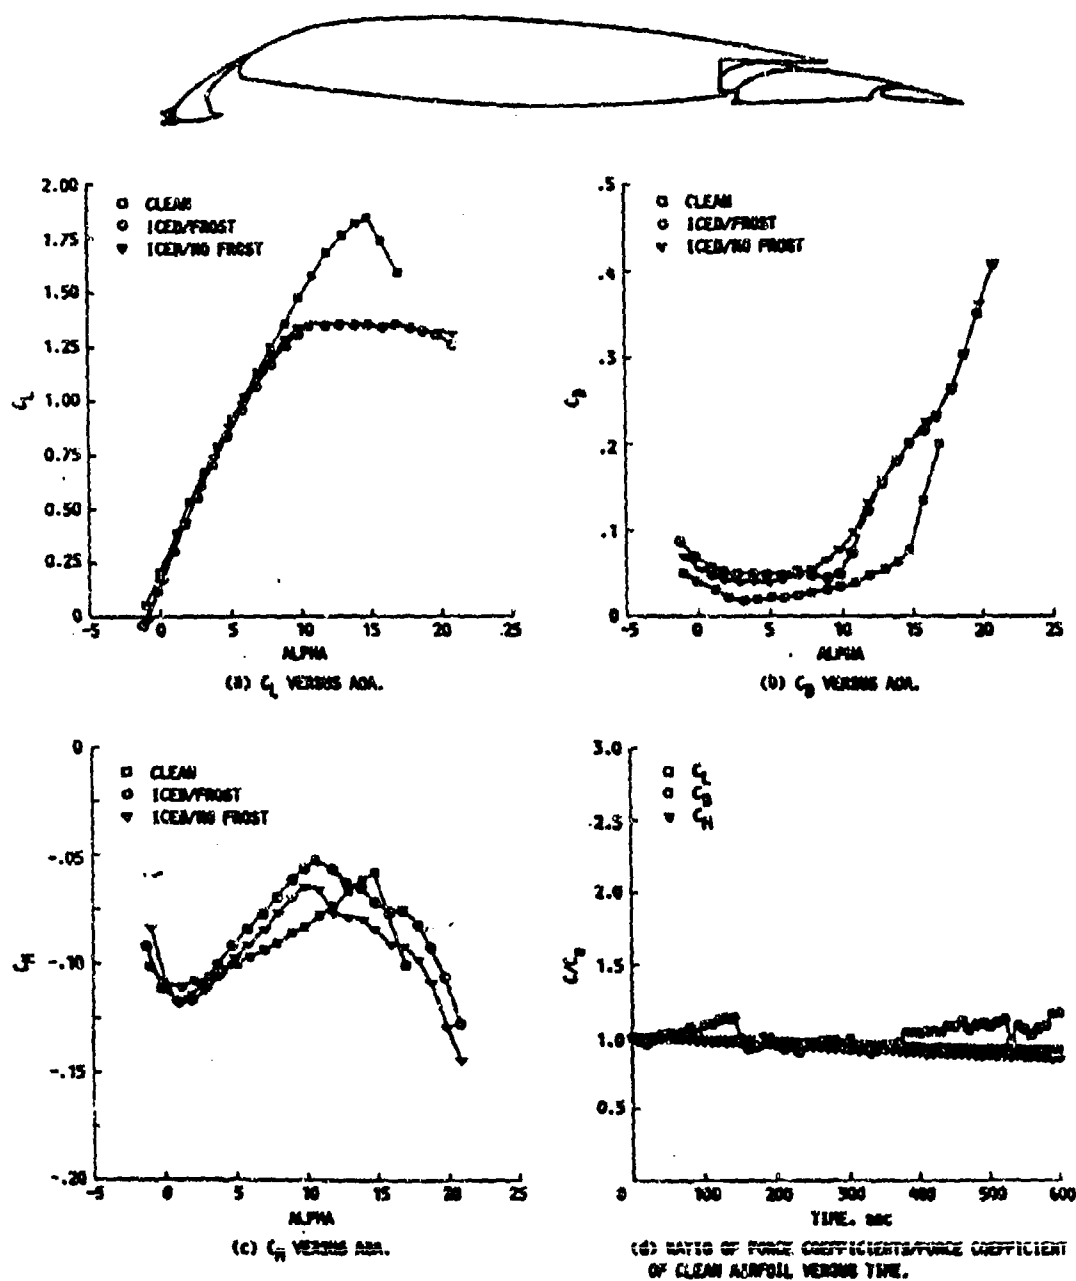 2.00
1.75
1.50
1.25
1.00
0.75
0.50
0.25
0
CLEAN
ICED/FROST
ICED/NO FROST
C_L
-5 0 5 10 15 20 25
ALPHA
(a) C_L VERSUS AOA.
.5
.4
.3
.2
.1
0
CLEAN
ICED/FROST
ICED/NO FROST
C_D
-5 0 5 10 15 20 25
ALPHA
(b) C_D VERSUS AOA.
0
-.05
-.10
-.15
-.20
CLEAN
ICED/FROST
ICED/NO FROST
C_M
-5 0 5 10 15 20 25
ALPHA
(c) C_M VERSUS AOA.
3.0
2.5
2.0
1.5
1.0
0.5
C_L
C_D
C_M
0 100 200 300 400 500 600
TIME, sec
(d) RATIO OF FORCE COEFFICIENTS/FORCE COEFFICIENT
OF CLEAN AIRFOIL VERSUS TIME.